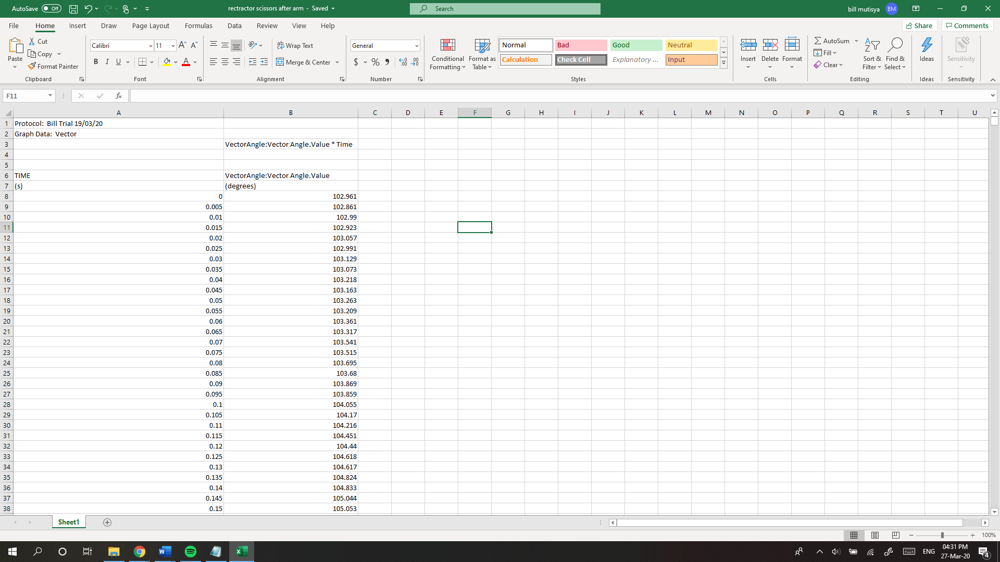 AutoSave Off rectractor scissors after arm - Saved Search bill mutisya BM
File Home Insert Draw Page Layout Formulas Data Review View Help Share Comments
Paste Cut Copy Format Painter Clipboard
Calibri 11 A A B I U A Font
Wrap Text Merge & Center Alignment
General $ % Number
Conditional Formatting Format as Table Normal Bad Good Neutral Calculation Check Cell Explanatory ... Input Styles
Insert Delete Format Cells
AutoSum Fill Clear Sort & Filter Find & Select Editing
Ideas Ideas
Sensitivity Sensitivity
F11 fx
A B C D E F G H I J K L M N O P Q R S T U
1 Protocol: Bill Trial 19/03/20
2 Graph Data: Vector
3 VectorAngle:Vector Angle.Value * Time
4
5
6 TIME VectorAngle:Vector Angle.Value
7 (s) (degrees)
8 0 102.961
9 0.005 102.861
10 0.01 102.99
11 0.015 102.923
12 0.02 103.057
13 0.025 102.991
14 0.03 103.129
15 0.035 103.073
16 0.04 103.218
17 0.045 103.163
18 0.05 103.263
19 0.055 103.209
20 0.06 103.361
21 0.065 103.317
22 0.07 103.541
23 0.075 103.515
24 0.08 103.695
25 0.085 103.68
26 0.09 103.869
27 0.095 103.859
28 0.1 104.055
29 0.105 104.17
30 0.11 104.216
31 0.115 104.451
32 0.12 104.44
33 0.125 104.618
34 0.13 104.617
35 0.135 104.824
36 0.14 104.833
37 0.145 105.044
38 0.15 105.053
Sheet1
100%
ENG 04:31 PM
27-Mar-20 4